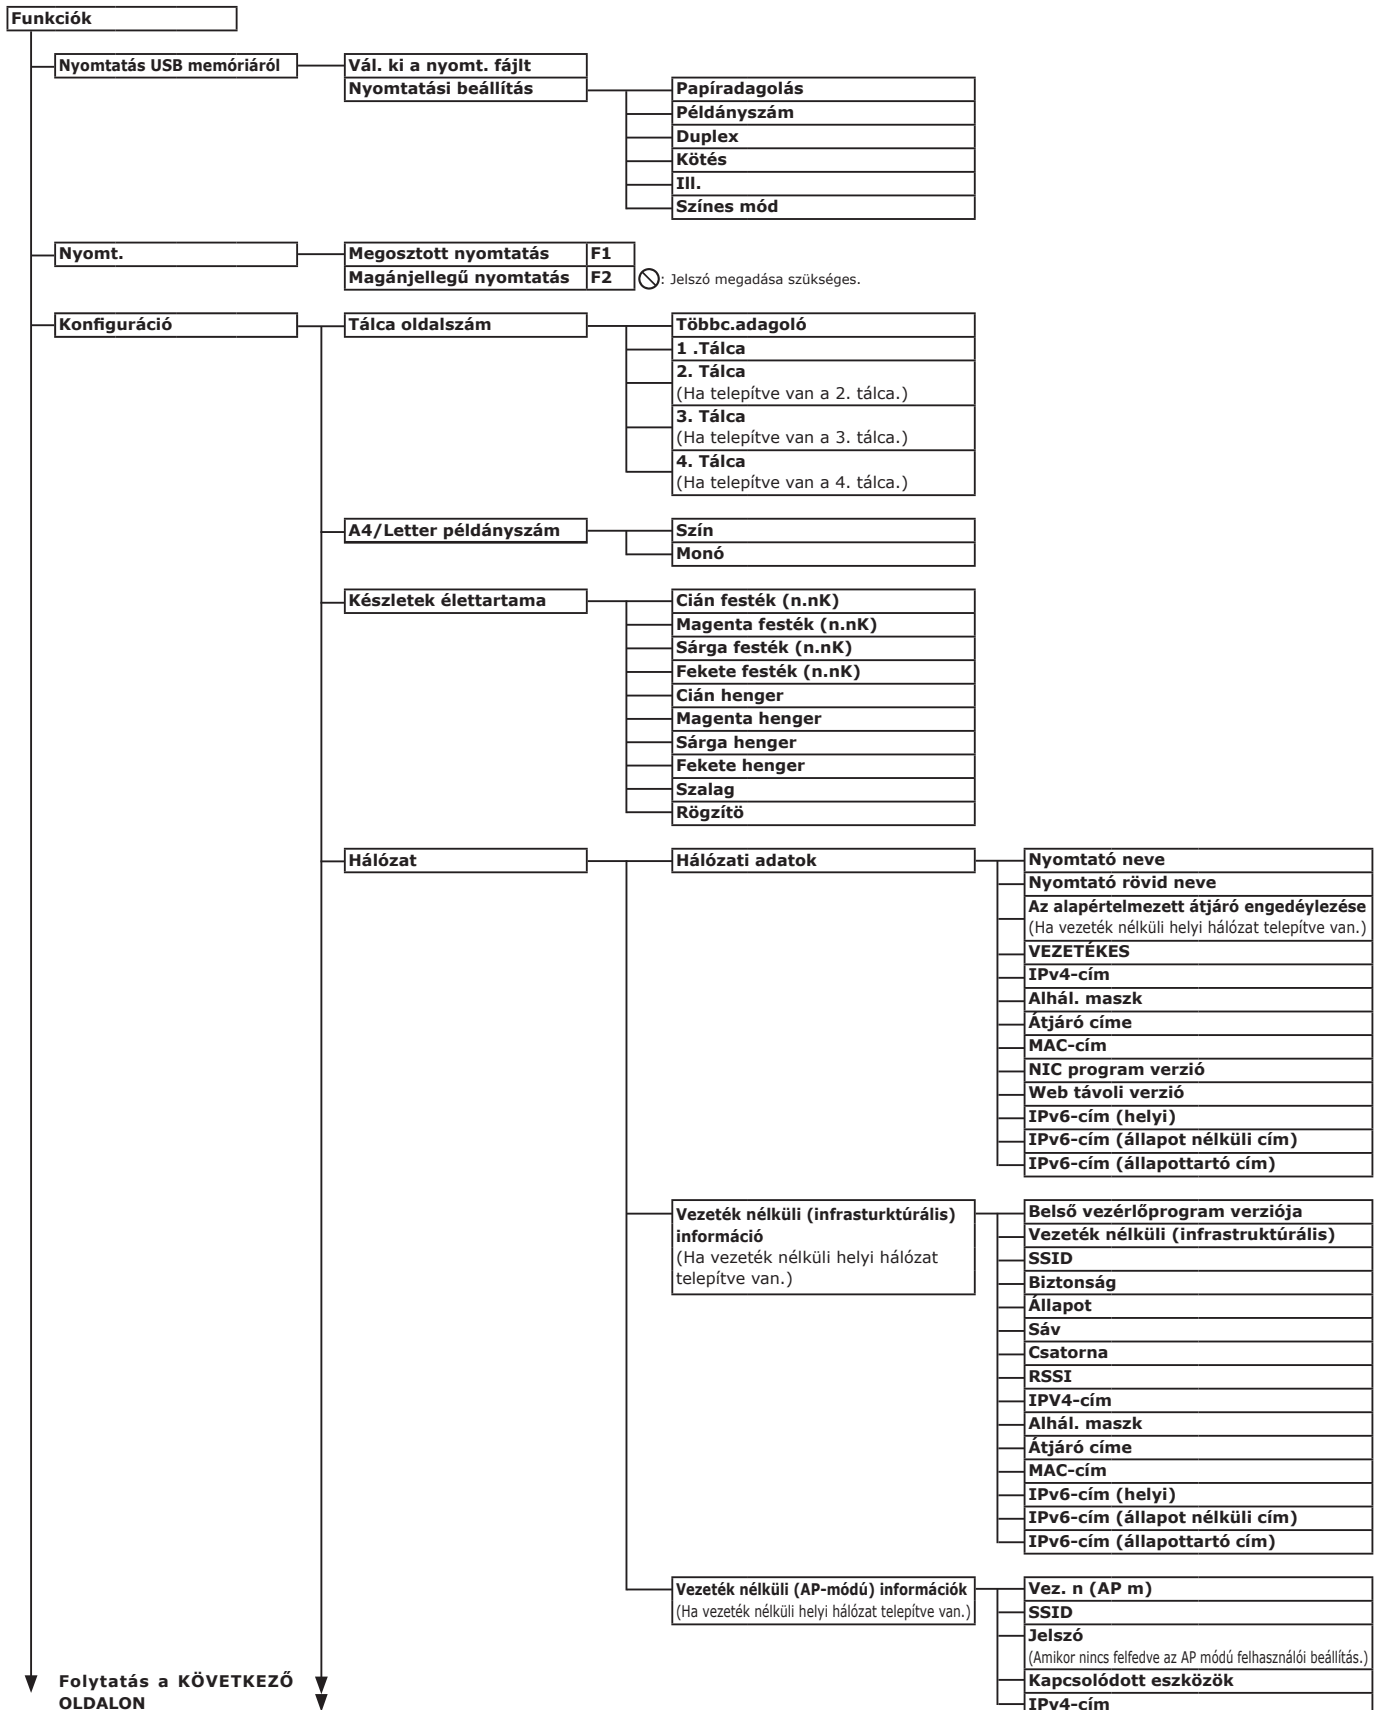 Funkciók
Nyomtatás USB memóriáról
Vál. ki a nyomt. fájlt
Nyomtatási beállítás
Papíradagolás
Példányszám
Duplex
Kötés
Ill.
Színes mód
Nyomt.
Megosztott nyomtatás F1
Magánjellegű nyomtatás F2 : Jelszó megadása szükséges.
Konfiguráció
Tálca oldalszám
Többc.adagoló
1 .Tálca
2. Tálca
(Ha telepítve van a 2. tálca.)
3. Tálca
(Ha telepítve van a 3. tálca.)
4. Tálca
(Ha telepítve van a 4. tálca.)
A4/Letter példányszám
Szín
Monó
Készletek élettartama
Cián festék (n.nK)
Magenta festék (n.nK)
Sárga festék (n.nK)
Fekete festék (n.nK)
Cián henger
Magenta henger
Sárga henger
Fekete henger
Szalag
Rögzítö
Hálózat
Hálózati adatok
Nyomtató neve
Nyomtató rövid neve
Az alapértelmezett átjáró engedéylezése
(Ha vezeték nélküli helyi hálózat telepítve van.)
VEZETÉKES
IPv4-cím
Alhál. maszk
Átjáró címe
MAC-cím
NIC program verzió
Web távoli verzió
IPv6-cím (helyi)
IPv6-cím (állapot nélküli cím)
IPv6-cím (állapottartó cím)
Vezeték nélküli (infrasturktúrális)
információ
(Ha vezeték nélküli helyi hálózat
telepítve van.)
Belső vezérlőprogram verziója
Vezeték nélküli (infrastruktúrális)
SSID
Biztonság
Állapot
Sáv
Csatorna
RSSI
IPV4-cím
Alhál. maszk
Átjáró címe
MAC-cím
IPv6-cím (helyi)
IPv6-cím (állapot nélküli cím)
IPv6-cím (állapottartó cím)
Vezeték nélküli (AP-módú) információk
(Ha vezeték nélküli helyi hálózat telepítve van.)
Vez. n (AP m)
SSID
Jelszó
(Amikor nincs felfedve az AP módú felhasználói beállítás.)
Kapcsolódott eszközök
IPv4-cím
Folytatás a KÖVETKEZŐ
OLDALON